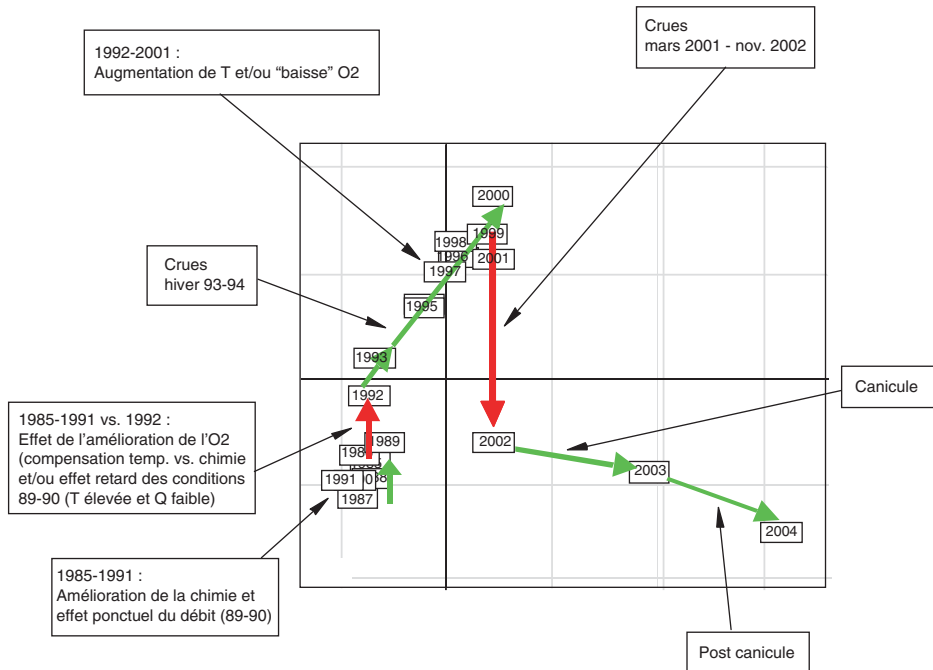 Crues
mars 2001 - nov. 2002
1992-2001 :
Augmentation de T et/ou “baisse” O2
2000
1999
1998
1996
2001
1997
Crues
hiver 93-94
1995
1993
Canicule
1992
1985-1991 vs. 1992 :
Effet de l’amélioration de l’O2
(compensation temp. vs. chimie
et/ou effet retard des conditions
89-90 (T élevée et Q faible)
1989
2002
2003
1991
1987
2004
1985-1991 :
Amélioration de la chimie et
effet ponctuel du débit (89-90)
Post canicule